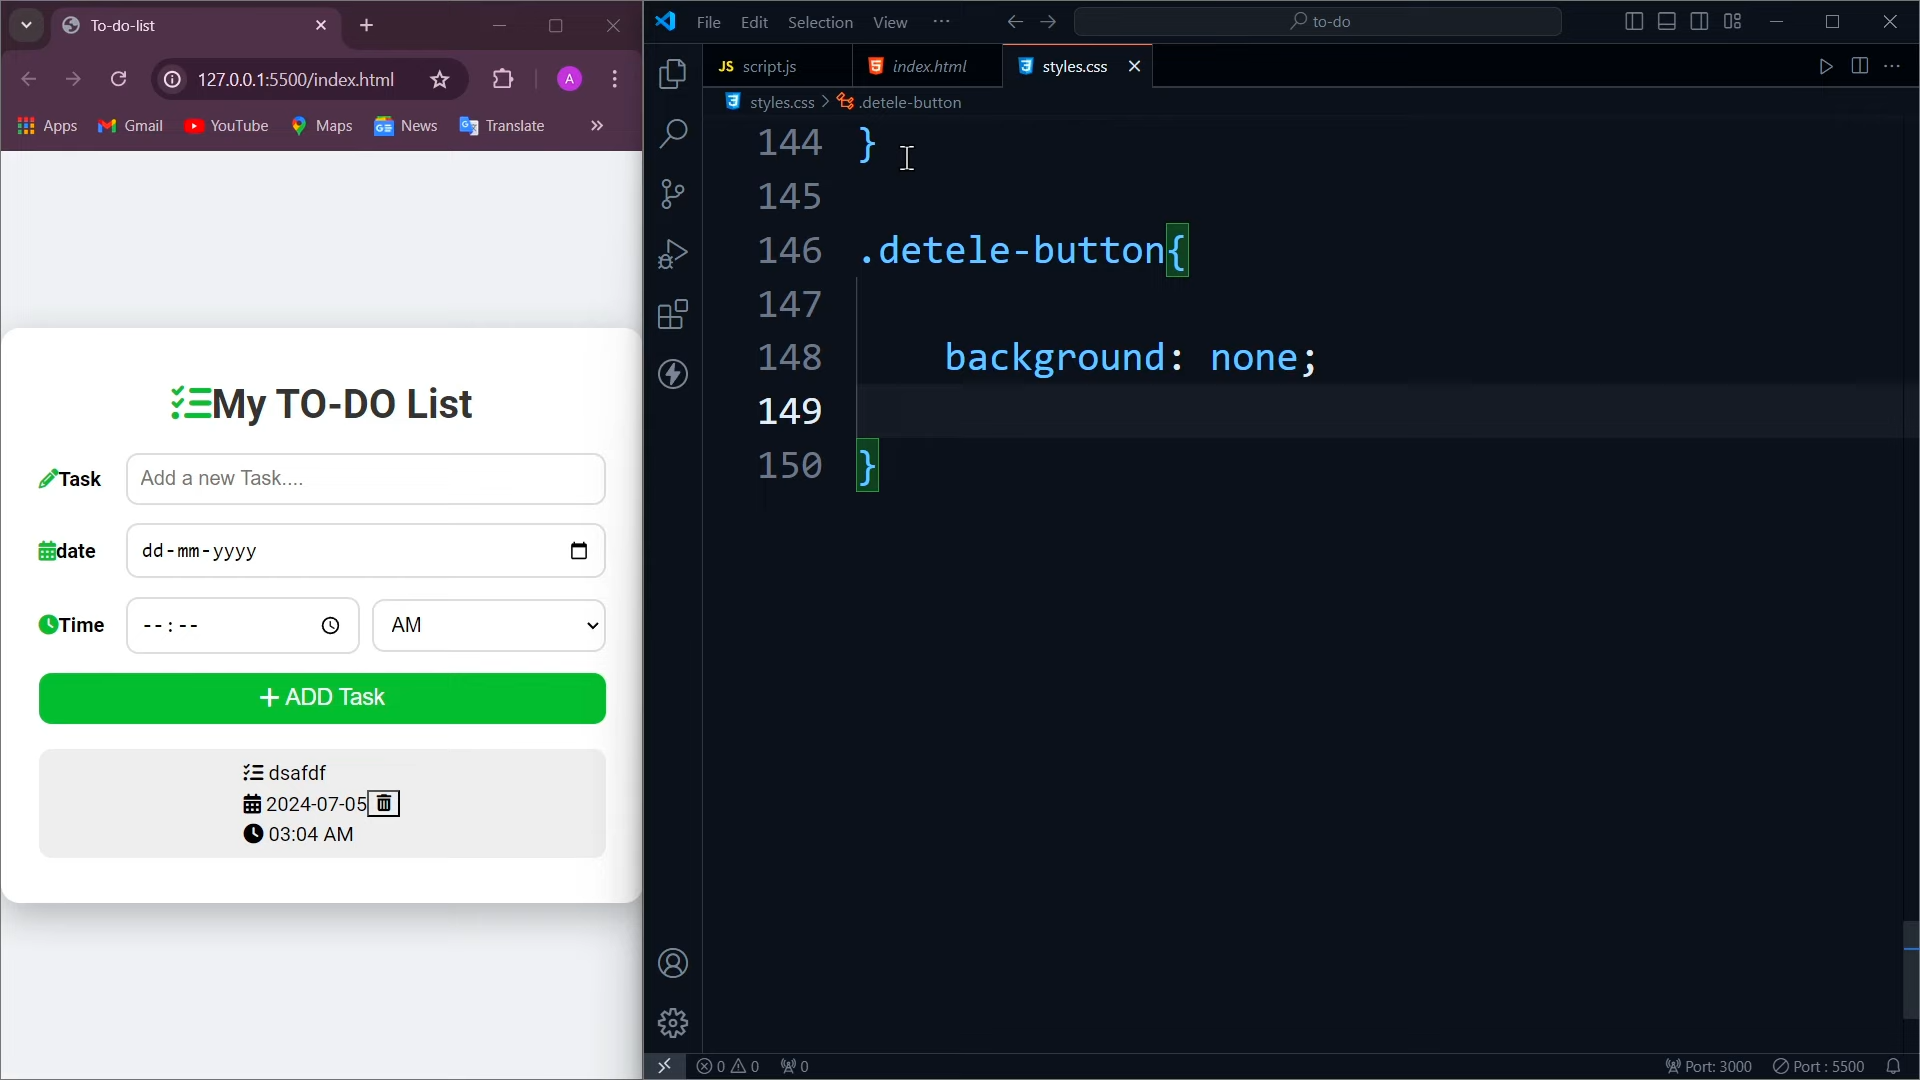 To-do-list
127.0.0.1:5500/index.html
A
Apps
Gmail
YouTube
Maps
News
Translate
My TO-DO List
Task
Add a new Task....
date
dd-mm-yyyy
Time
--:--
AM
ADD Task
dsafdf
2024-07-05
03:04 AM
File Edit Selection View ···
to-do
JS script.js
index.html
styles.css
styles.css > .detele-button
144 }
145
146 .detele-button{
147
148 background: none;
149
150 }
0 0 0
Port: 3000
Port : 5500